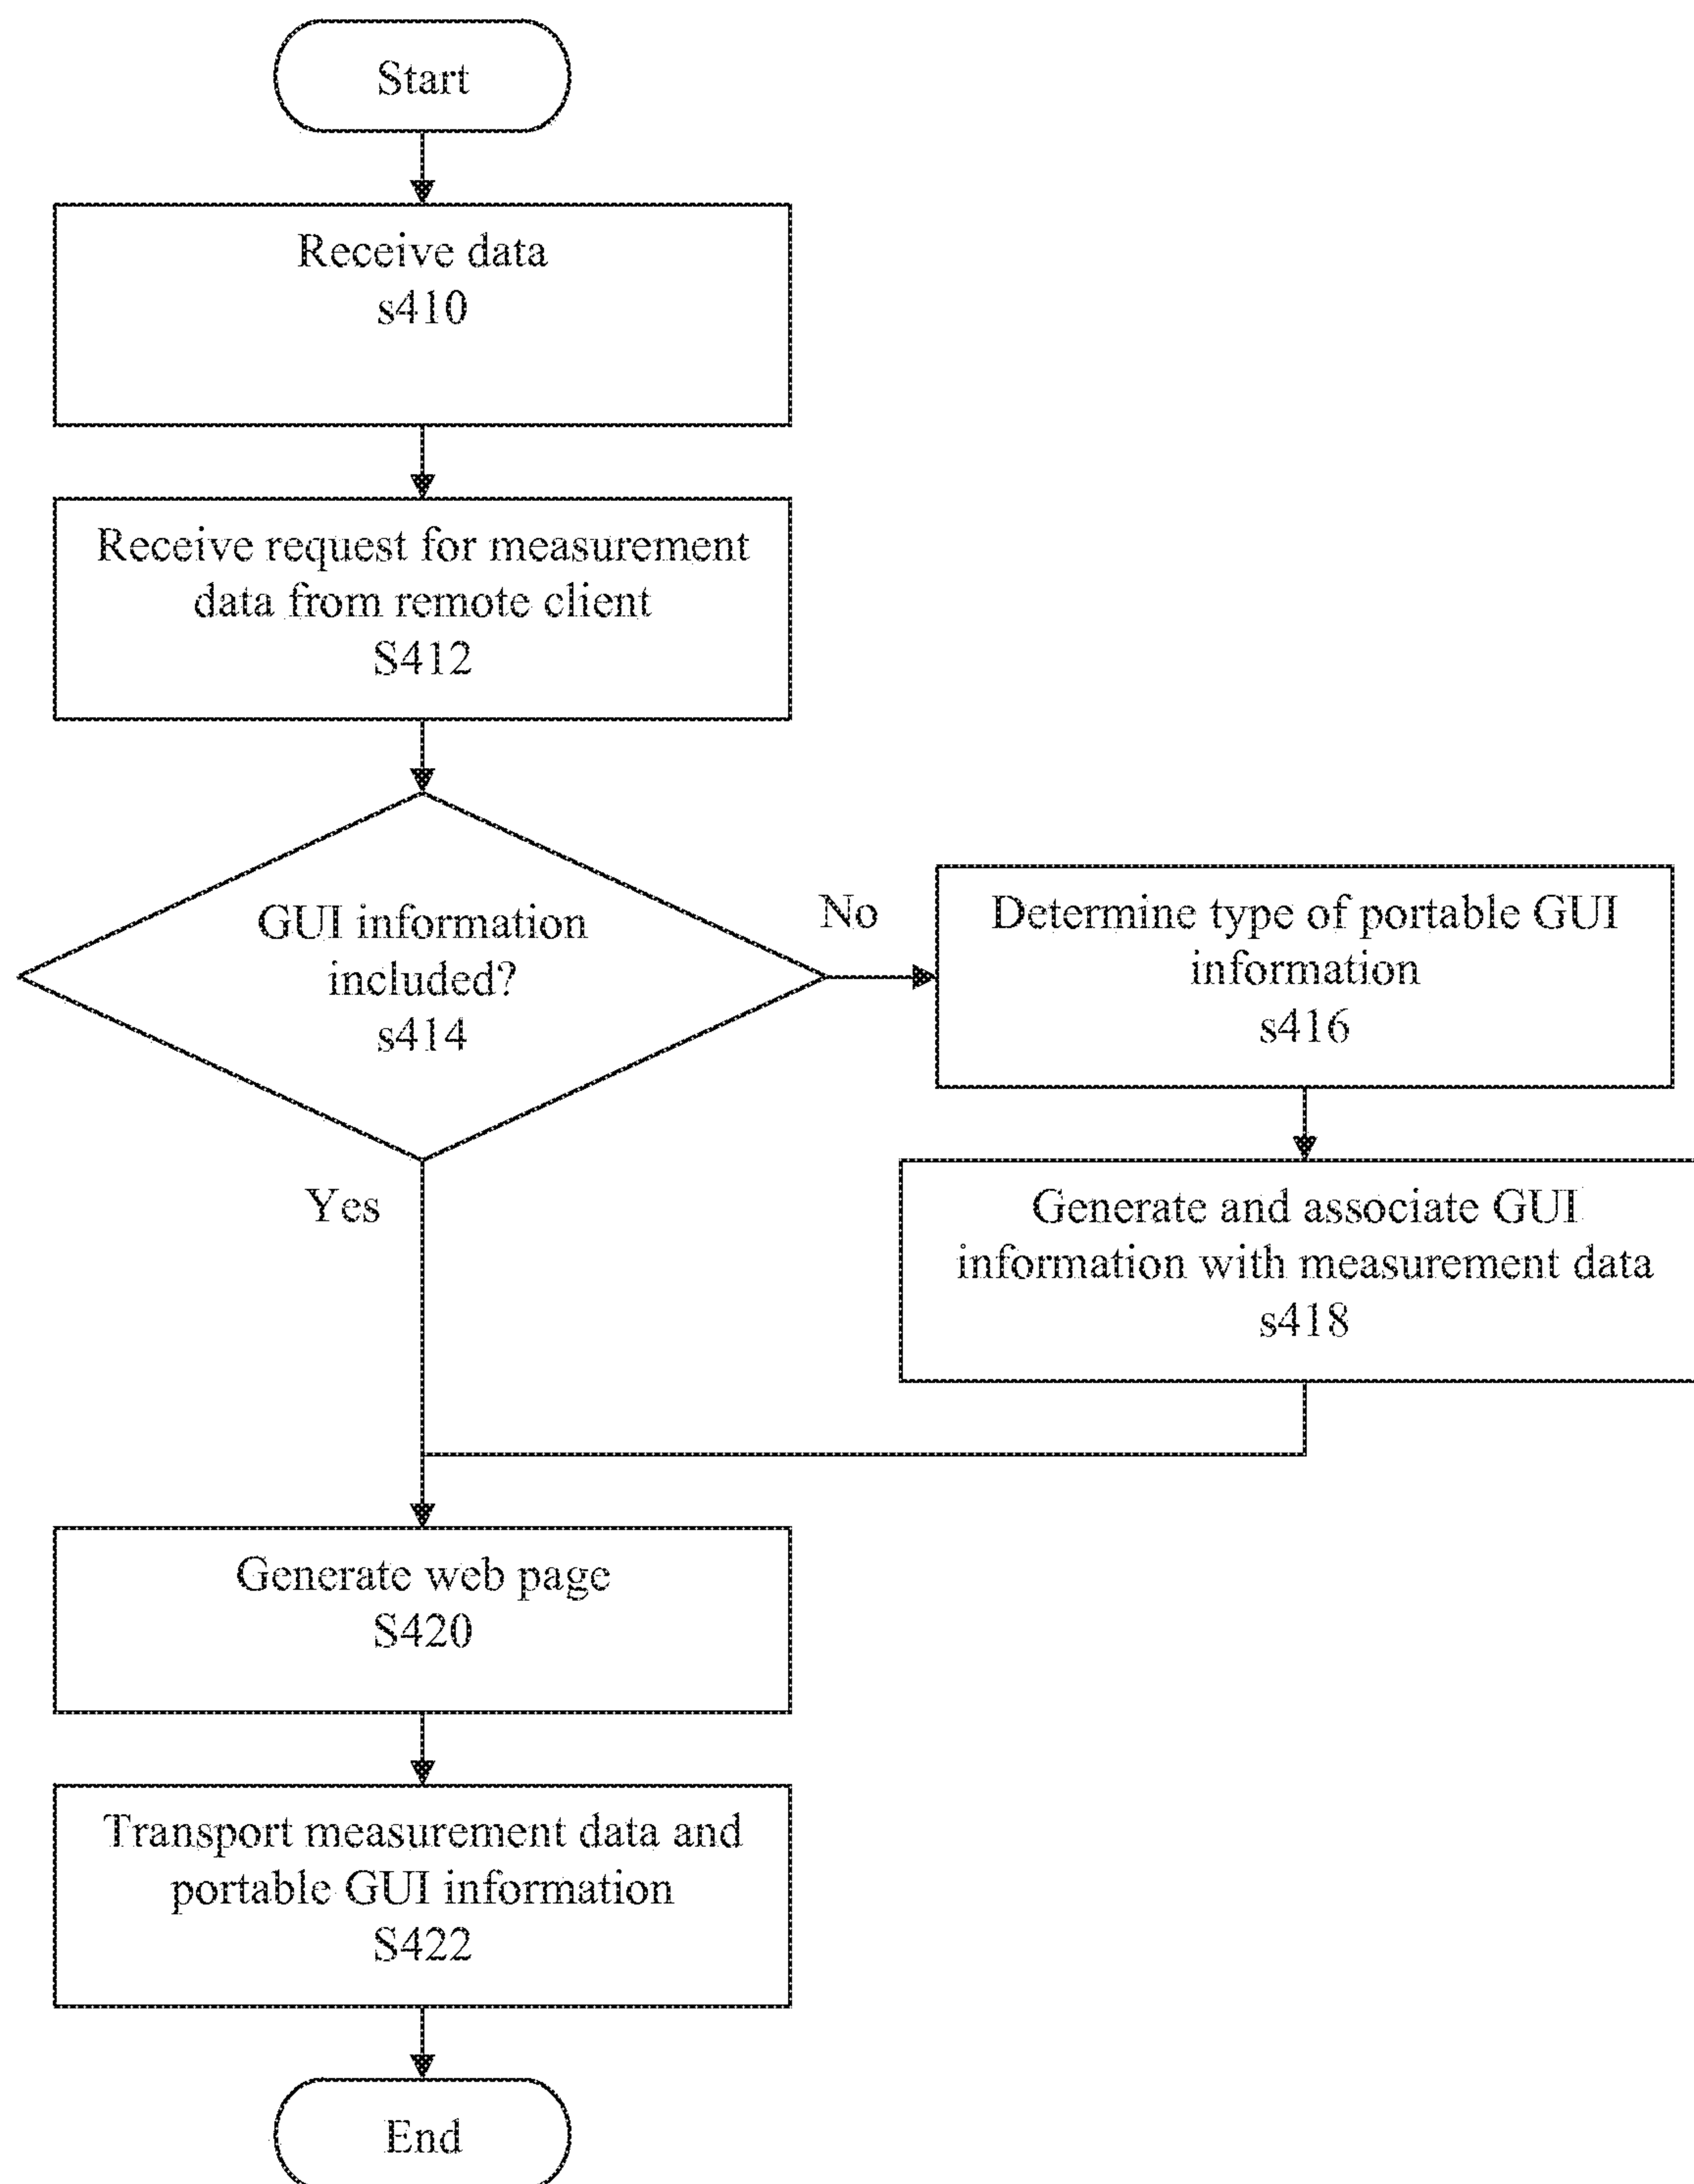 Start
Receive data
s410
Receive request for measurement
data from remote client
S412
GUI information
included?
s414
No
Determine type of portable GUI
information
s416
Yes
Generate and associate GUI
information with measurement data
s418
Generate web page
S420
Transport measurement data and
portable GUI information
S422
End